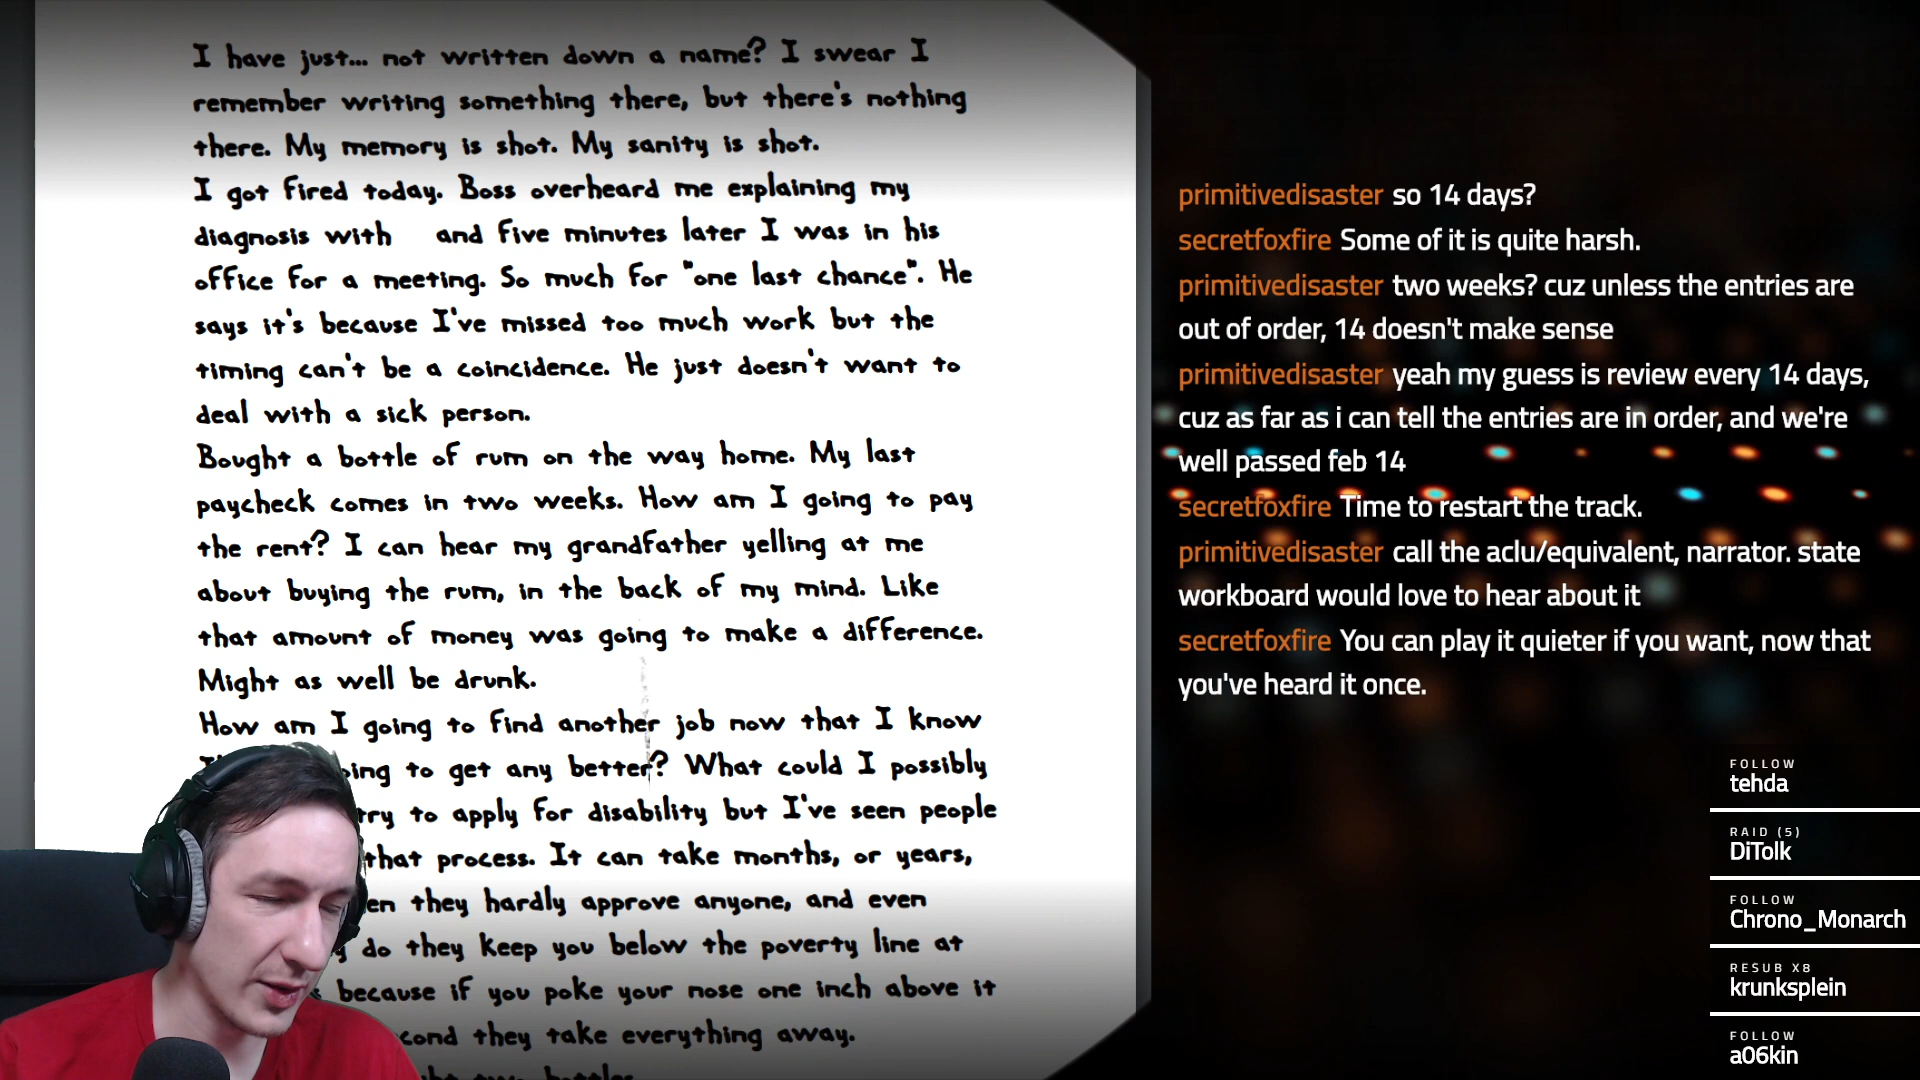 I have just... not written down a name? I swear I
remember writing something there, but there's nothing
there. My memory is shot. My sanity is shot.
I got fired today. Boss overheard me explaining my
diagnosis with and five minutes later I was in his
office for a meeting. So much for "one last chance". He
says it's because I've missed too much work but the
timing can't be a coincidence. He just doesn't want to
deal with a sick person.
Bought a bottle of rum on the way home. My last
paycheck comes in two weeks. How am I going to pay
the rent? I can hear my grandfather yelling at me
about buying the rum, in the back of my mind. Like
that amount of money was going to make a difference.
Might as well be drunk.
How am I going to find another job now that I know
to get any better? What could I possibly
to apply for disability but I've seen people
that process. It can take months, or years,
they hardly approve anyone, and even
do they keep you below the poverty line at
because if you poke your nose one inch above it
they take everything away.
two bottles
primitivedisaster so 14 days?
secretfoxfire Some of it is quite harsh.
primitivedisaster two weeks? cuz unless the entries are
out of order, 14 doesn't make sense
primitivedisaster yeah my guess is review every 14 days,
cuz as far as i can tell the entries are in order, and we're
well passed feb 14
secretfoxfire Time to restart the track.
primitivedisaster call the aclu/equivalent, narrator. state
workboard would love to hear about it
secretfoxfire You can play it quieter if you want, now that
you've heard it once.
FOLLOW
tehda
RAID (5)
DiTolk
FOLLOW
Chrono_Monarch
RESUB X8
krunksplein
FOLLOW
a06kin